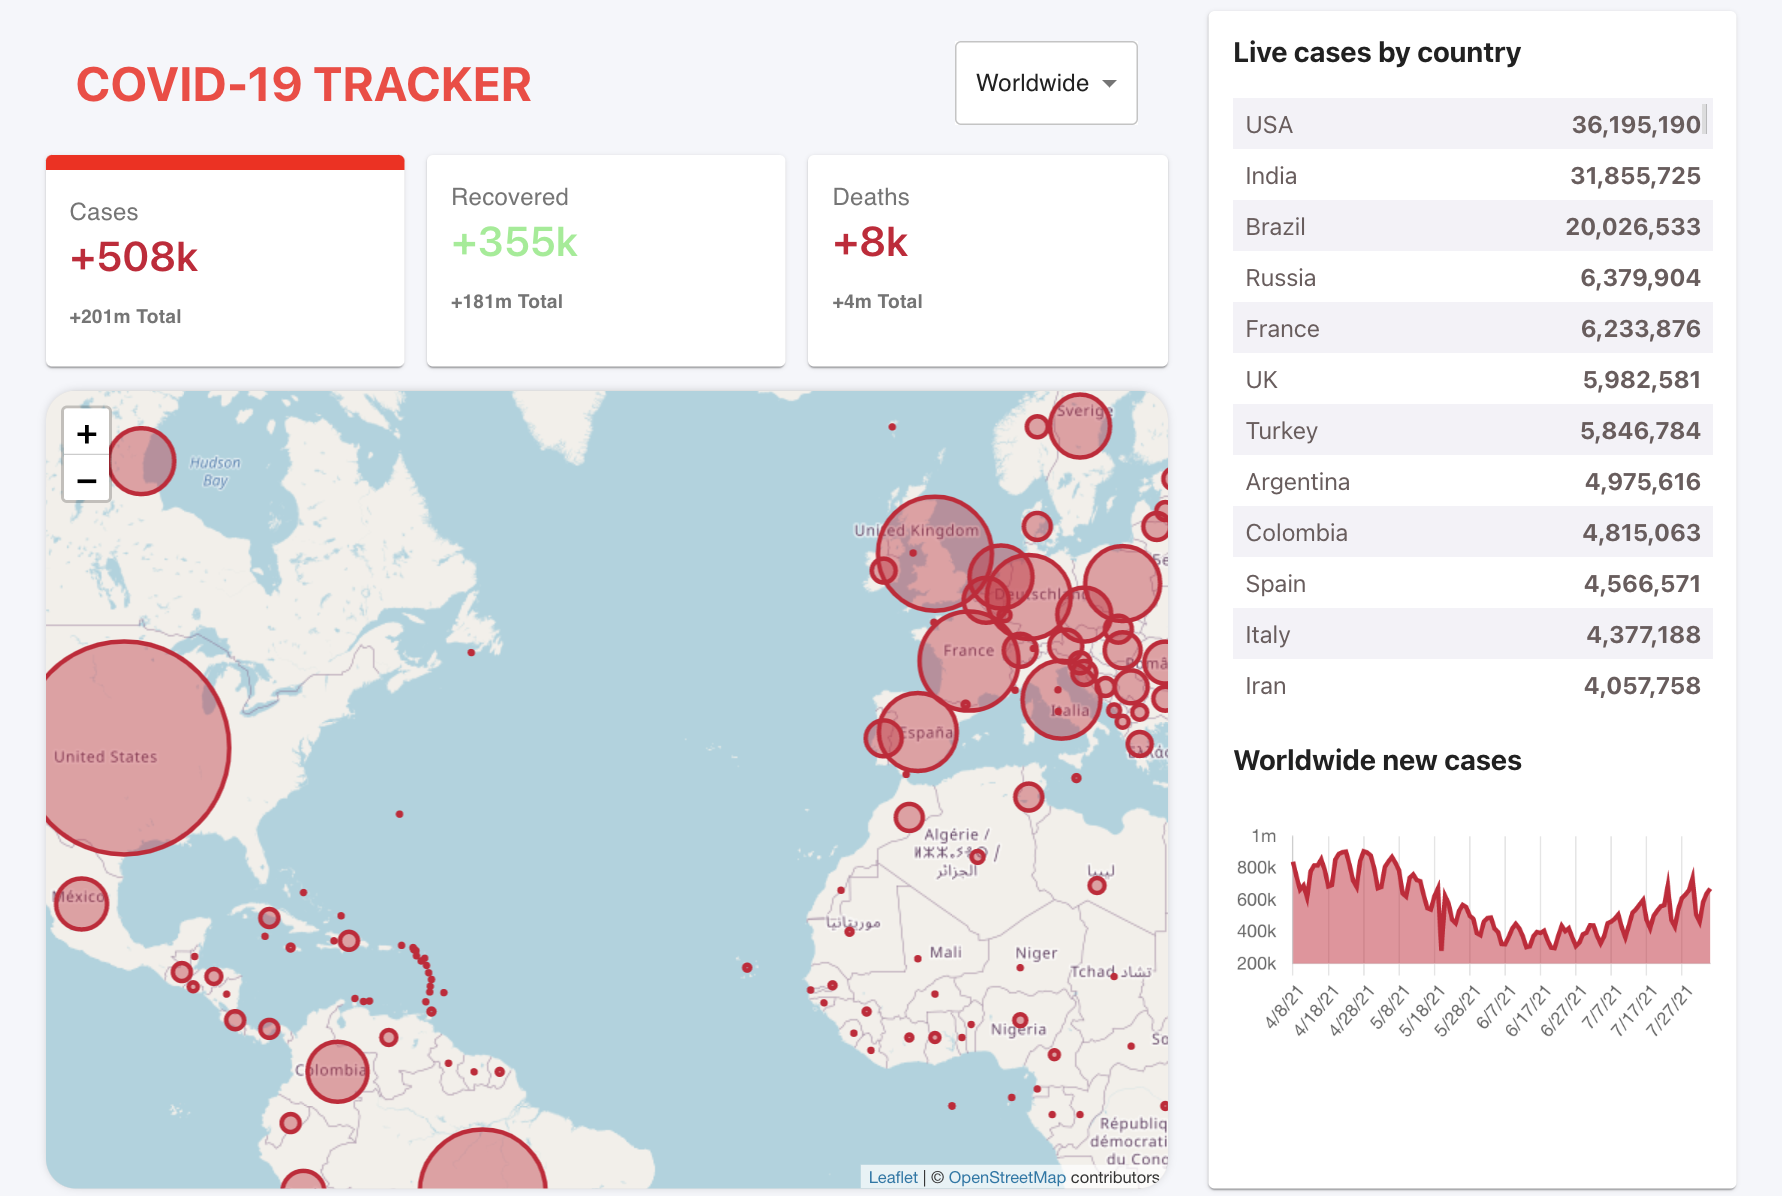 COVID-19 TRACKER
Worldwide
Cases
+508k
+201m Total
Recovered
+355k
+181m Total
Deaths
+8k
+4m Total
+
−
Hudson
Bay
United States
México
Colombia
Sverige
United Kingdom
Deutschland
France
España
Italia
Româ
Algérie /
الجزائر
ليبيا
موريتانيا
Mali
Niger
Tchad تشاد
Nigeria
So
Républiq
démocrati
du Cong
Leaflet | © OpenStreetMap contributors
Live cases by country
USA 36,195,190
India 31,855,725
Brazil 20,026,533
Russia 6,379,904
France 6,233,876
UK 5,982,581
Turkey 5,846,784
Argentina 4,975,616
Colombia 4,815,063
Spain 4,566,571
Italy 4,377,188
Iran 4,057,758
Worldwide new cases
1m
800k
600k
400k
200k
4/8/21 4/18/21 4/28/21 5/8/21 5/18/21 5/28/21 6/7/21 6/17/21 6/27/21 7/7/21 7/17/21 7/27/21